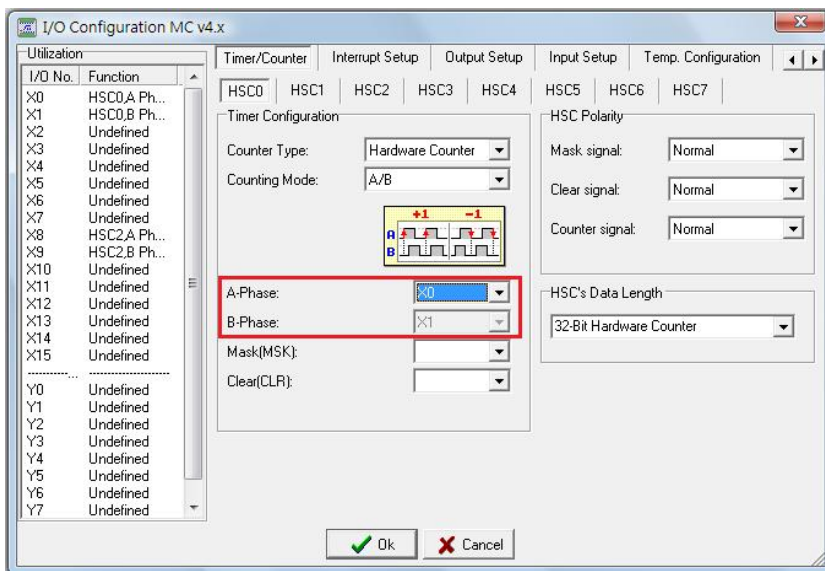 I/O Configuration MC v4.x
Utilization
I/O No. Function
X0 HSC0,A Ph...
X1 HSC0,B Ph...
X2 Undefined
X3 Undefined
X4 Undefined
X5 Undefined
X6 Undefined
X7 Undefined
X8 HSC2,A Ph...
X9 HSC2,B Ph...
X10 Undefined
X11 Undefined
X12 Undefined
X13 Undefined
X14 Undefined
X15 Undefined
Y0 Undefined
Y1 Undefined
Y2 Undefined
Y3 Undefined
Y4 Undefined
Y5 Undefined
Y6 Undefined
Y7 Undefined
Timer/Counter Interrupt Setup Output Setup Input Setup Temp. Configuration
HSC0 HSC1 HSC2 HSC3 HSC4 HSC5 HSC6 HSC7
Timer Configuration
Counter Type: Hardware Counter
Counting Mode: A/B
+1 -1
A
B
A-Phase: X0
B-Phase: X1
Mask(MSK):
Clear(CLR):
HSC Polarity
Mask signal: Normal
Clear signal: Normal
Counter signal: Normal
HSC's Data Length
32-Bit Hardware Counter
Ok Cancel